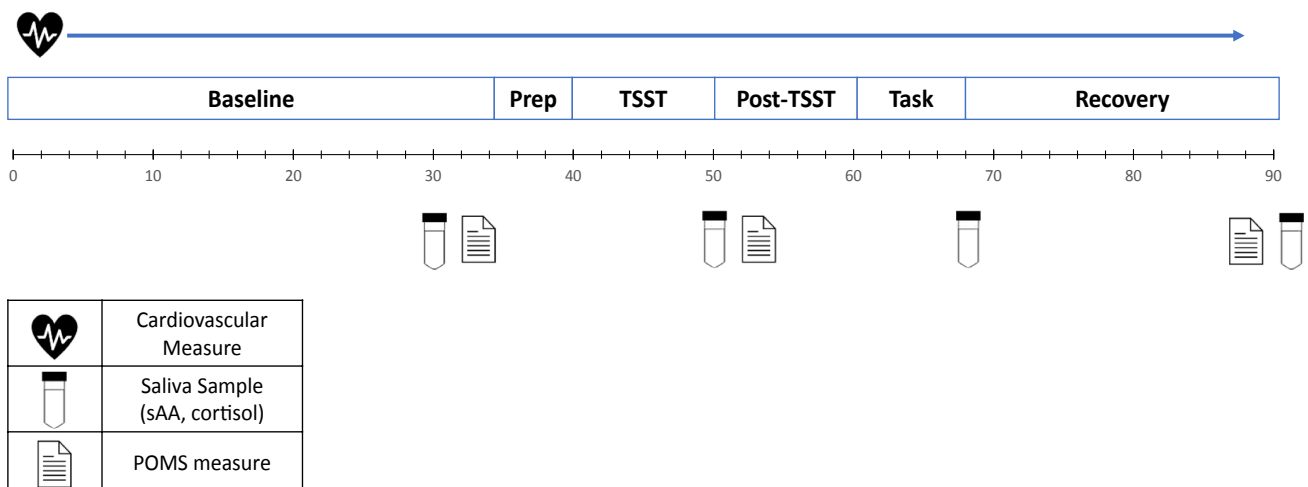 Baseline Prep TSST Post-TSST Task Recovery
0 10 20 30 40 50 60 70 80 90
Cardiovascular
Measure
Saliva Sample
(sAA, cortisol)
POMS measure